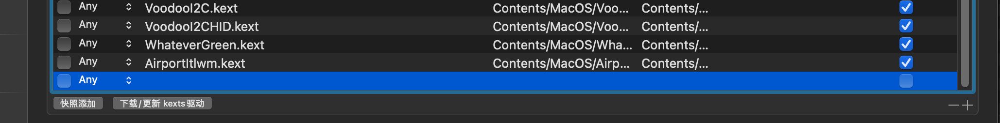 Any VoodooI2C.kext Contents/MacOS/Voo... Contents/...
Any VoodooI2CHID.kext Contents/MacOS/Voo... Contents/...
Any WhateverGreen.kext Contents/MacOS/Wha... Contents/...
Any AirportItlwm.kext Contents/MacOS/Airp... Contents/...
Any
快照添加 下载/更新 kexts驱动